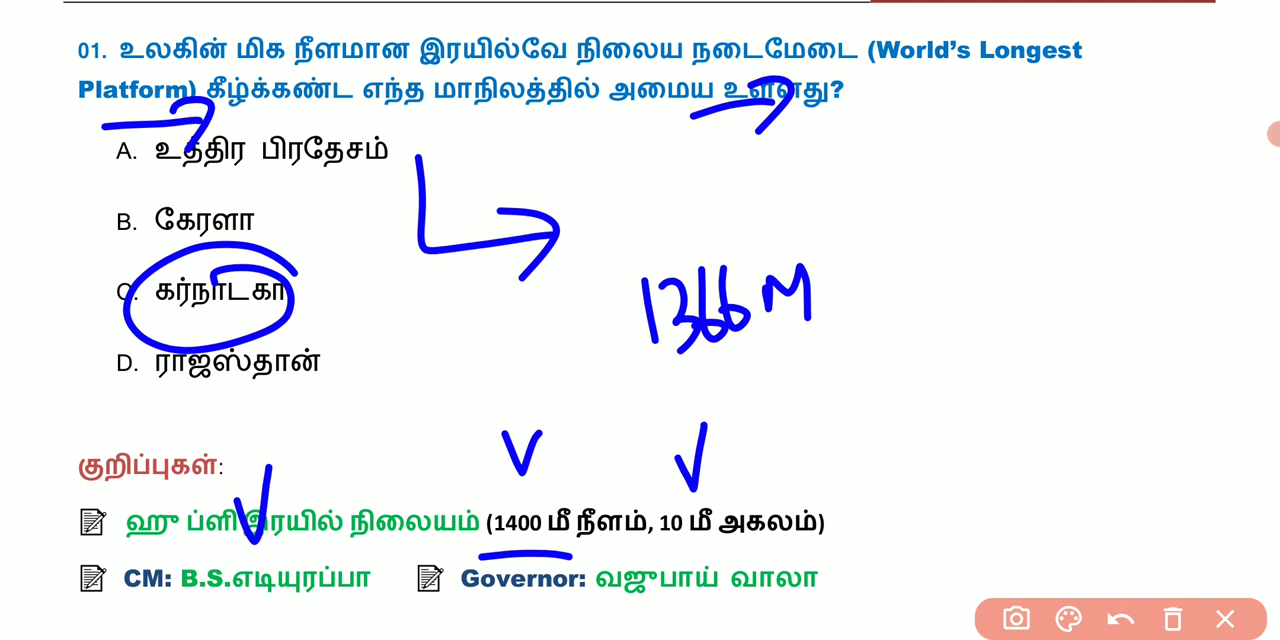 01. உலகின் மிக நீளமான இரயில்வே நிலைய நடைமேடை (World’s Longest
Platform) கீழ்க்கண்ட எந்த மாநிலத்தில் அமைய உள்ளது?
A. உத்திர பிரதேசம்
B. கேரளா
C. கர்நாடகா
1366 M
D. ராஜஸ்தான்
குறிப்புகள்:
ஹு ப்ளி இரயில் நிலையம் (1400 மீ நீளம், 10 மீ அகலம்)
CM: B.S.எடியுரப்பா Governor: வஜுபாய் வாலா